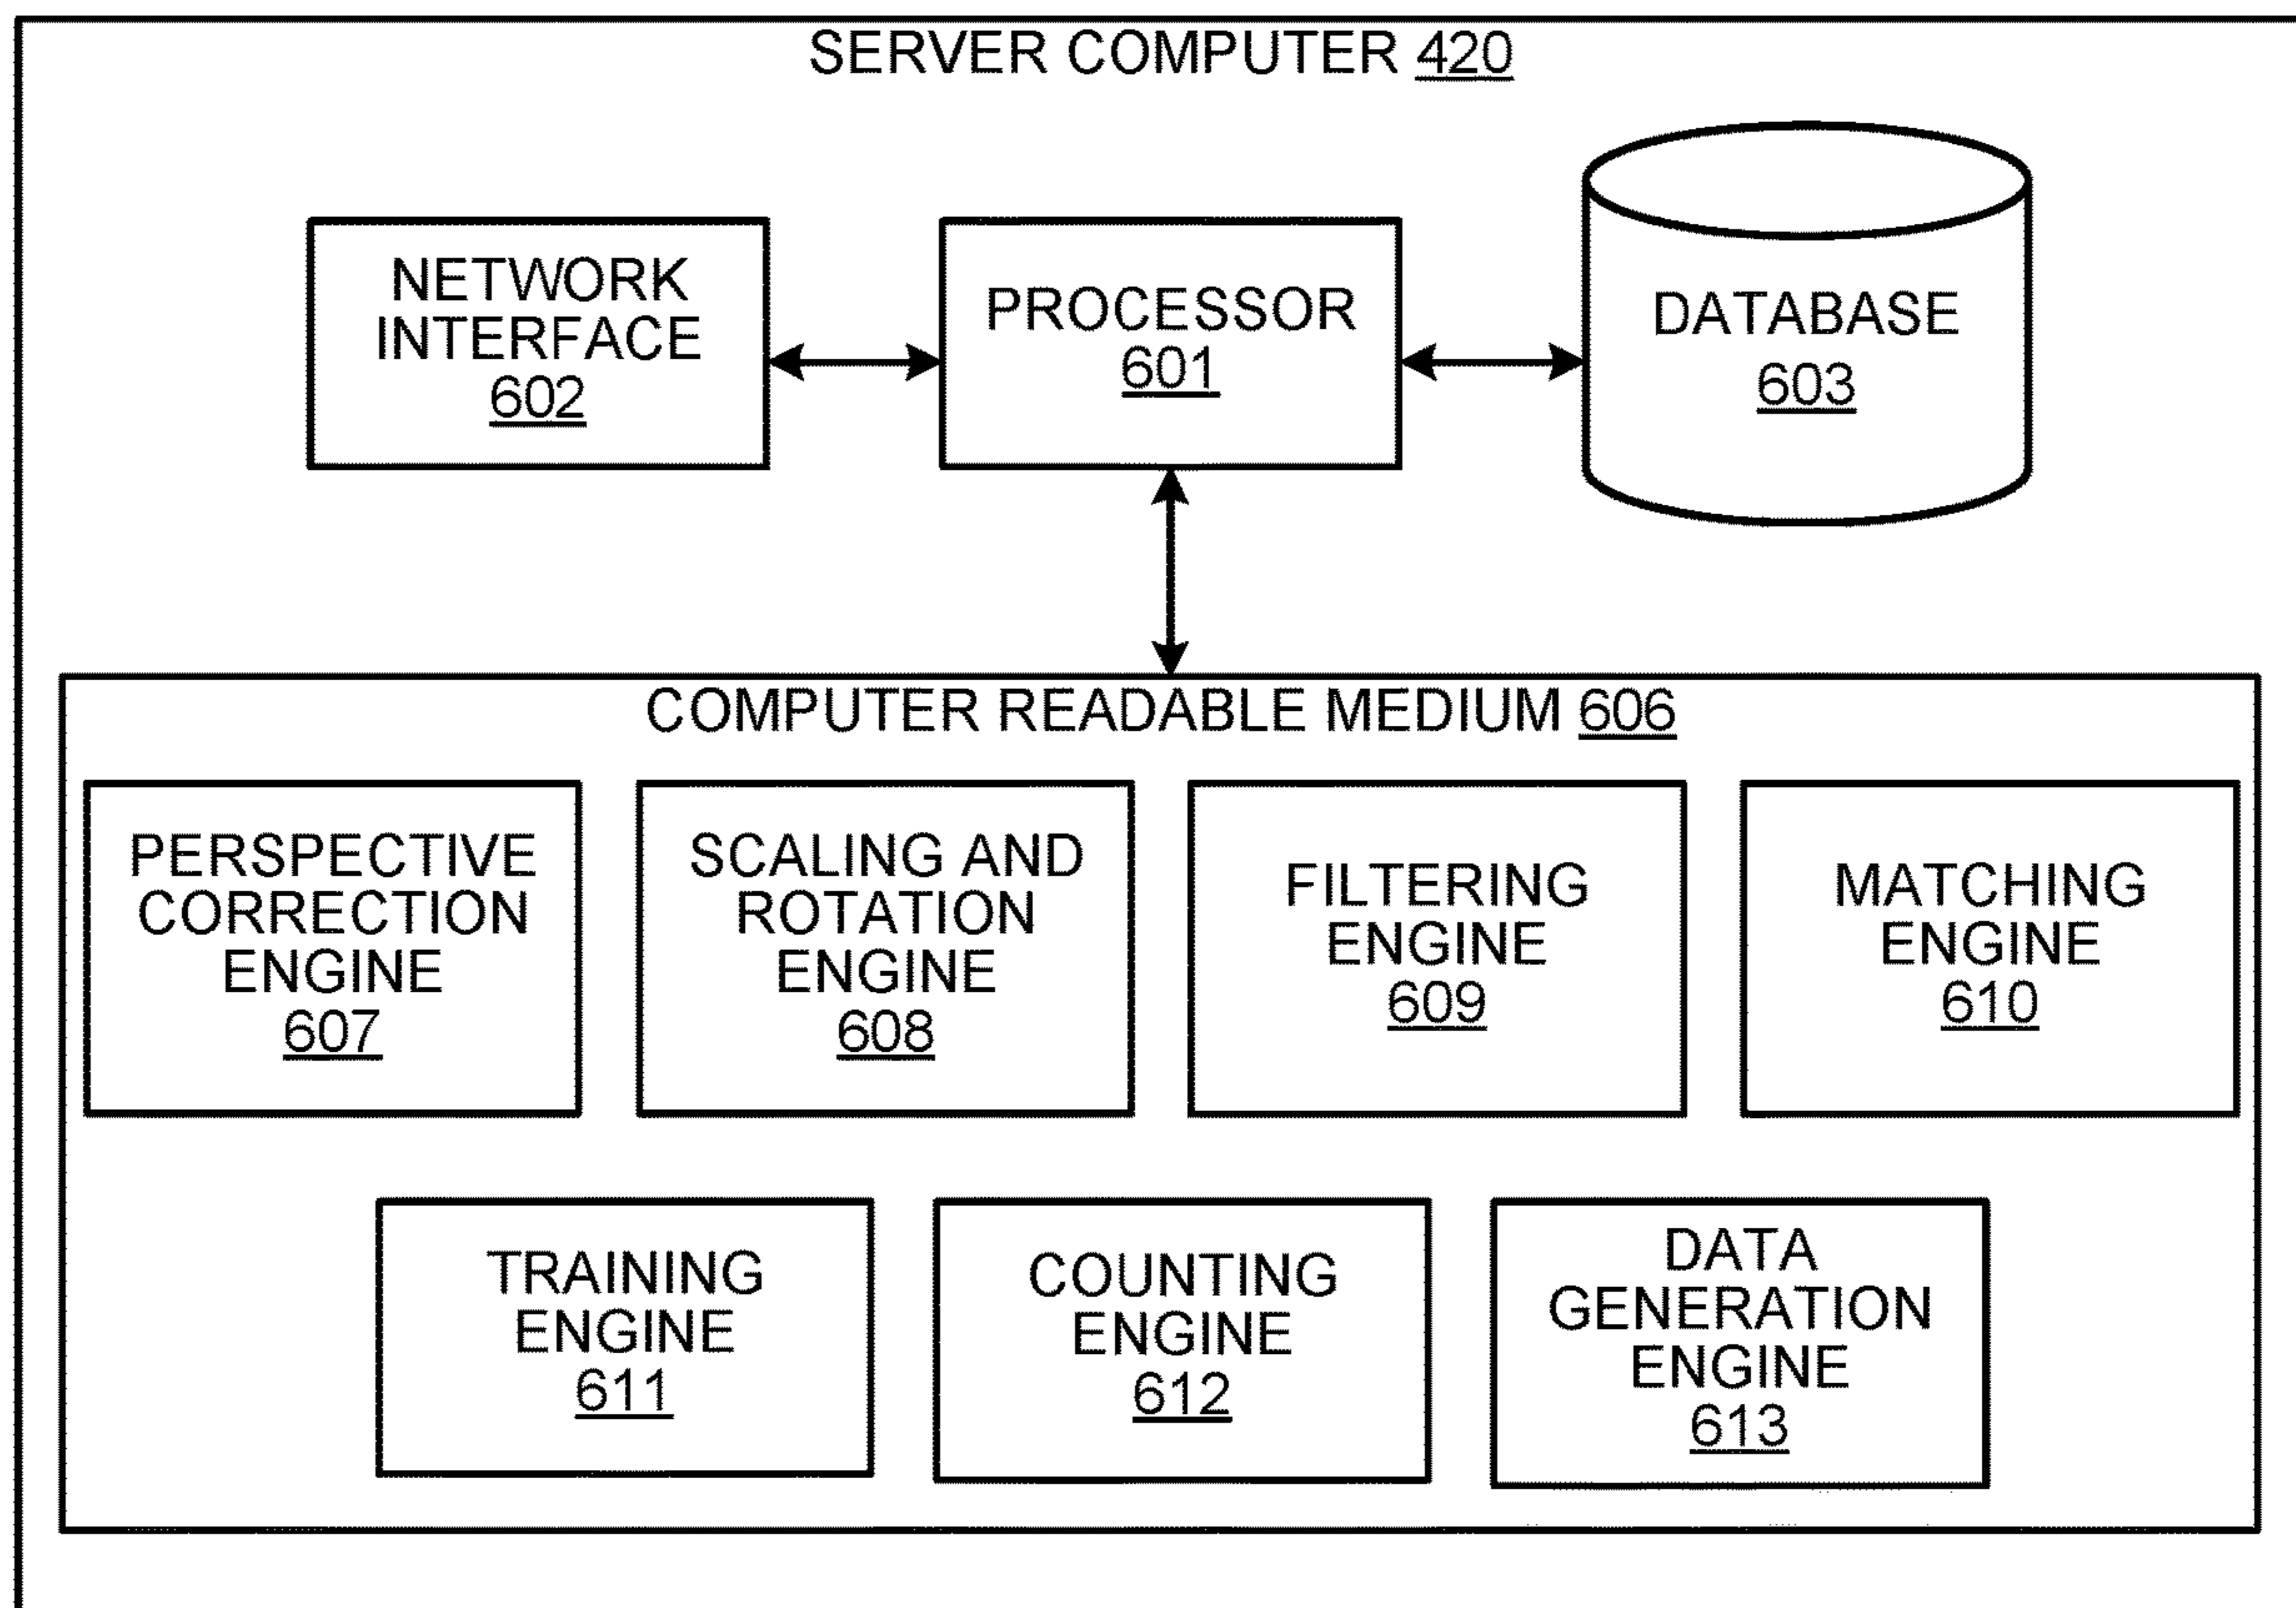 SERVER COMPUTER 420
NETWORK
INTERFACE
602
PROCESSOR
601
DATABASE
603
COMPUTER READABLE MEDIUM 606
PERSPECTIVE
CORRECTION
ENGINE
607
SCALING AND
ROTATION
ENGINE
608
FILTERING
ENGINE
609
MATCHING
ENGINE
610
TRAINING
ENGINE
611
COUNTING
ENGINE
612
DATA
GENERATION
ENGINE
613